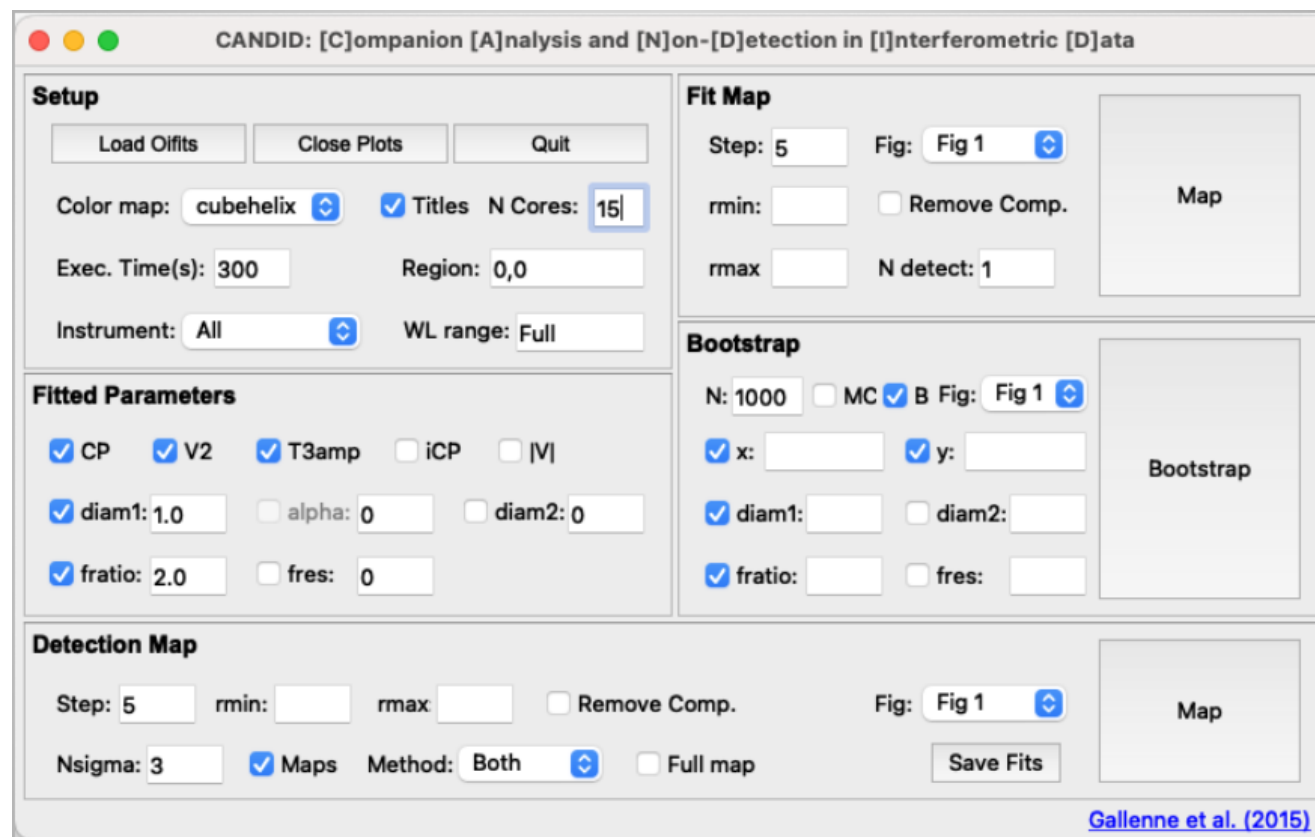 CANDID: [C]ompanion [A]nalysis and [N]on-[D]etection in [I]nterferometric [D]ata
Setup
Load Oifits Close Plots Quit
Color map: cubehelix Titles N Cores: 15
Exec. Time(s): 300 Region: 0,0
Instrument: All WL range: Full
Fit Map
Step: 5 Fig: Fig 1
rmin: Remove Comp.
rmax N detect: 1
Map
Fitted Parameters
CP V2 T3amp iCP |V|
diam1: 1.0 alpha: 0 diam2: 0
fratio: 2.0 fres: 0
Bootstrap
N: 1000 MC B Fig: Fig 1
x: y:
diam1: diam2:
fratio: fres:
Bootstrap
Detection Map
Step: 5 rmin: rmax Remove Comp. Fig: Fig 1
Nsigma: 3 Maps Method: Both Full map Save Fits
Map
Gallenne et al. (2015)